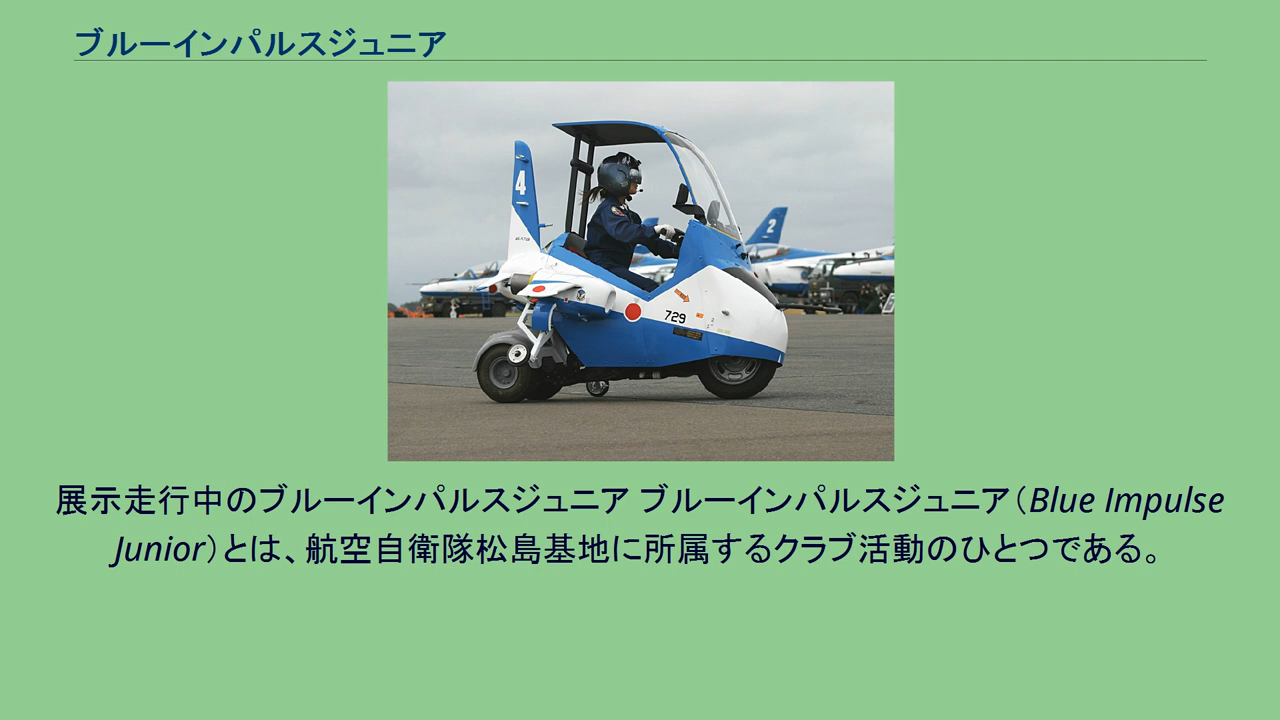 ブルーインパルスジュニア
4
2
729
展示走行中のブルーインパルスジュニア ブルーインパルスジュニア（Blue Impulse
Junior）とは、航空自衛隊松島基地に所属するクラブ活動のひとつである。